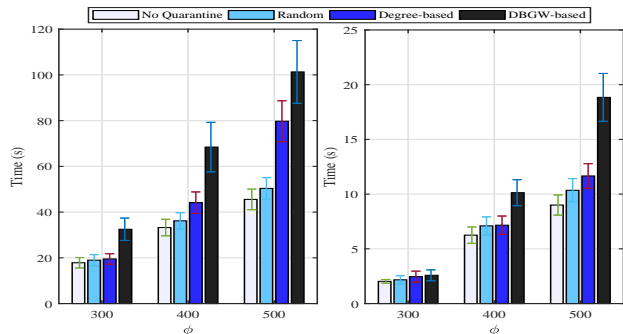 No Quarantine Random Degree-based DBGW-based
120
100
80
60
40
20
0
Time (s)
300 400 500
ϕ
25
20
15
10
5
0
Time (s)
300 400 500
ϕ